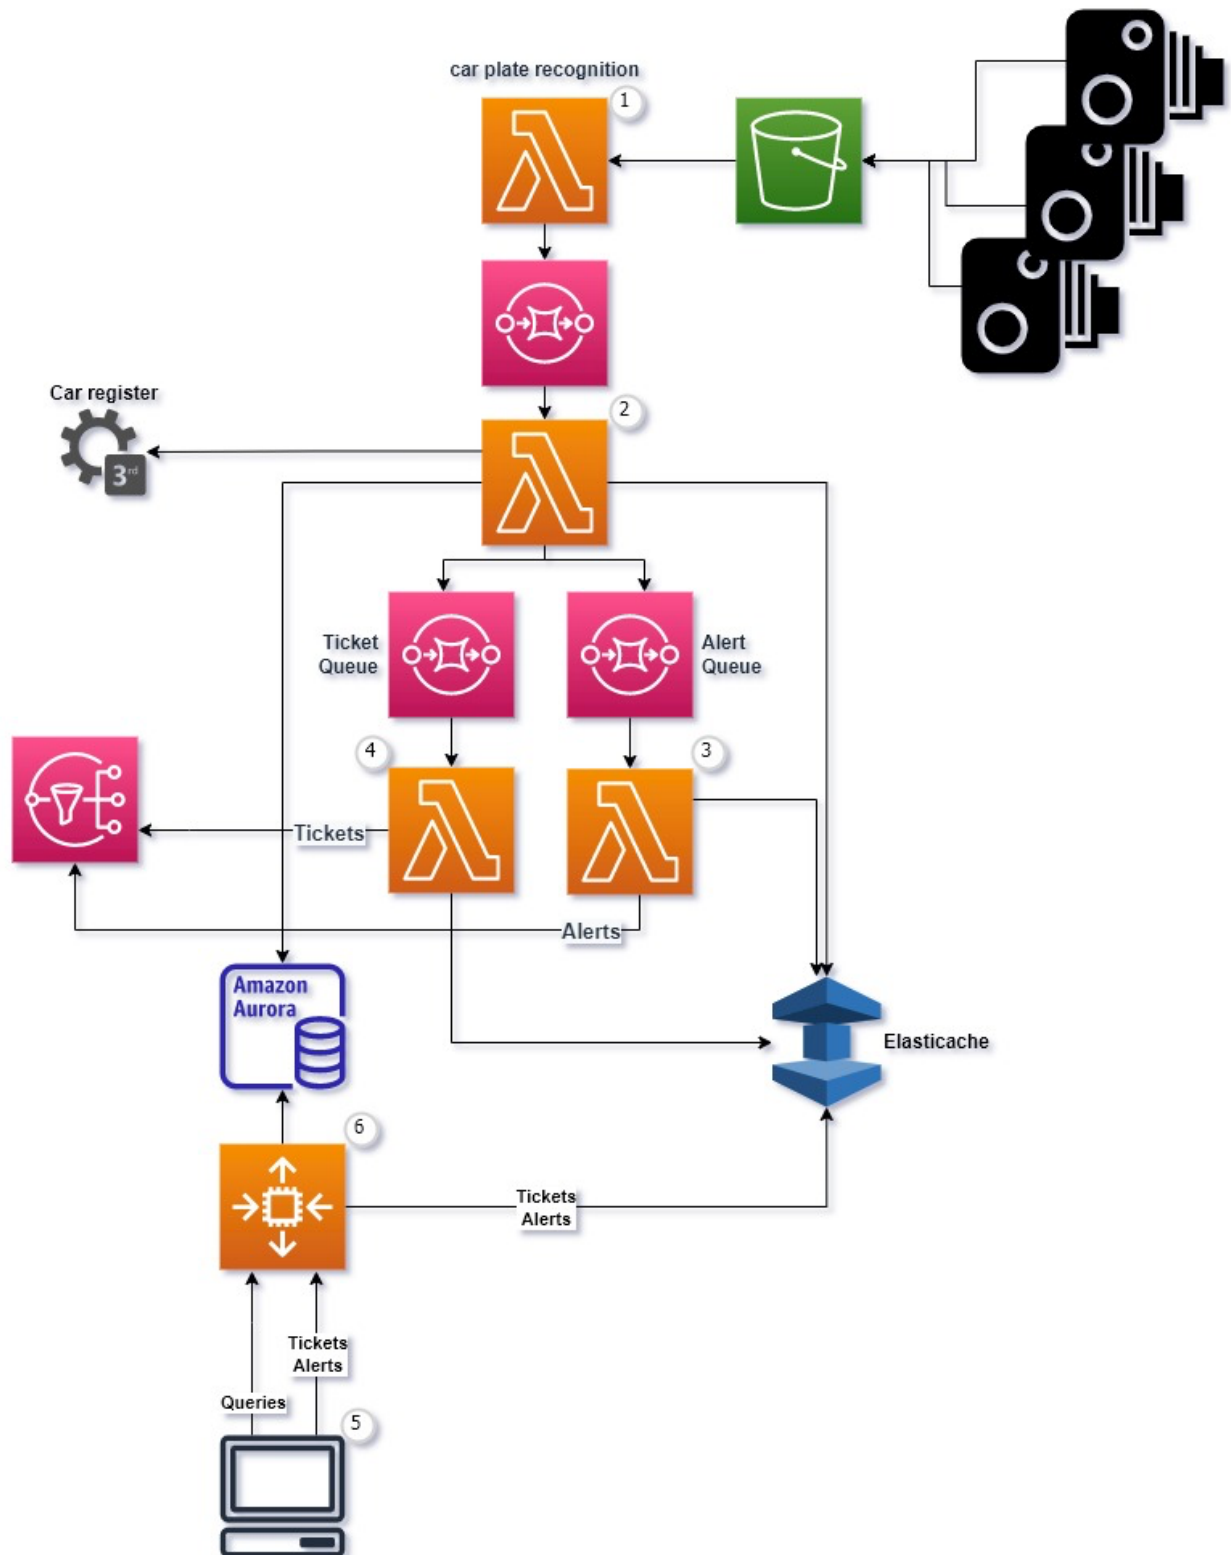 car plate recognition
1
Car register
3rd
2
Ticket
Queue
Alert
Queue
4
3
Tickets
Alerts
Amazon
Aurora
Elasticache
6
Tickets
Alerts
Tickets
Alerts
Queries
5